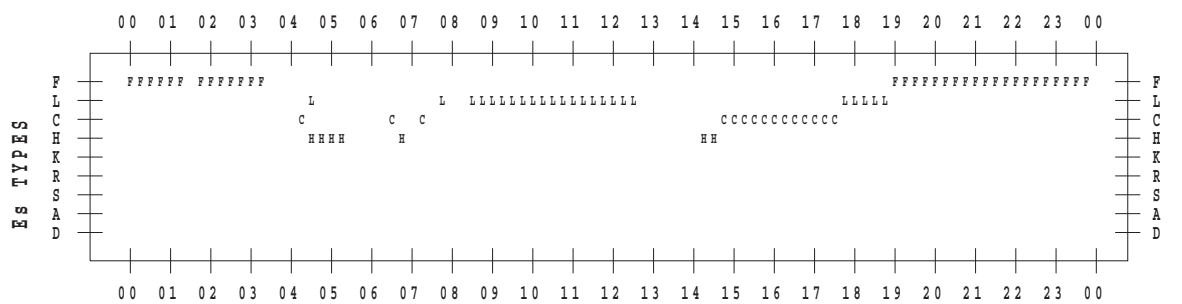 00 01 02 03 04 05 06 07 08 09 10 11 12 13 14 15 16 17 18 19 20 21 22 23 00
F FFFFFF FFFFFFF FFFFFFFFFFFFFFFFFFFF F
L L L LLLLLLLLLLLLLLLLL LLLLL L
C C C C CCCCCCCCCCCC C
H HHHH H HH H
K K
R R
S S
A A
D D
Es TYPES
00 01 02 03 04 05 06 07 08 09 10 11 12 13 14 15 16 17 18 19 20 21 22 23 00